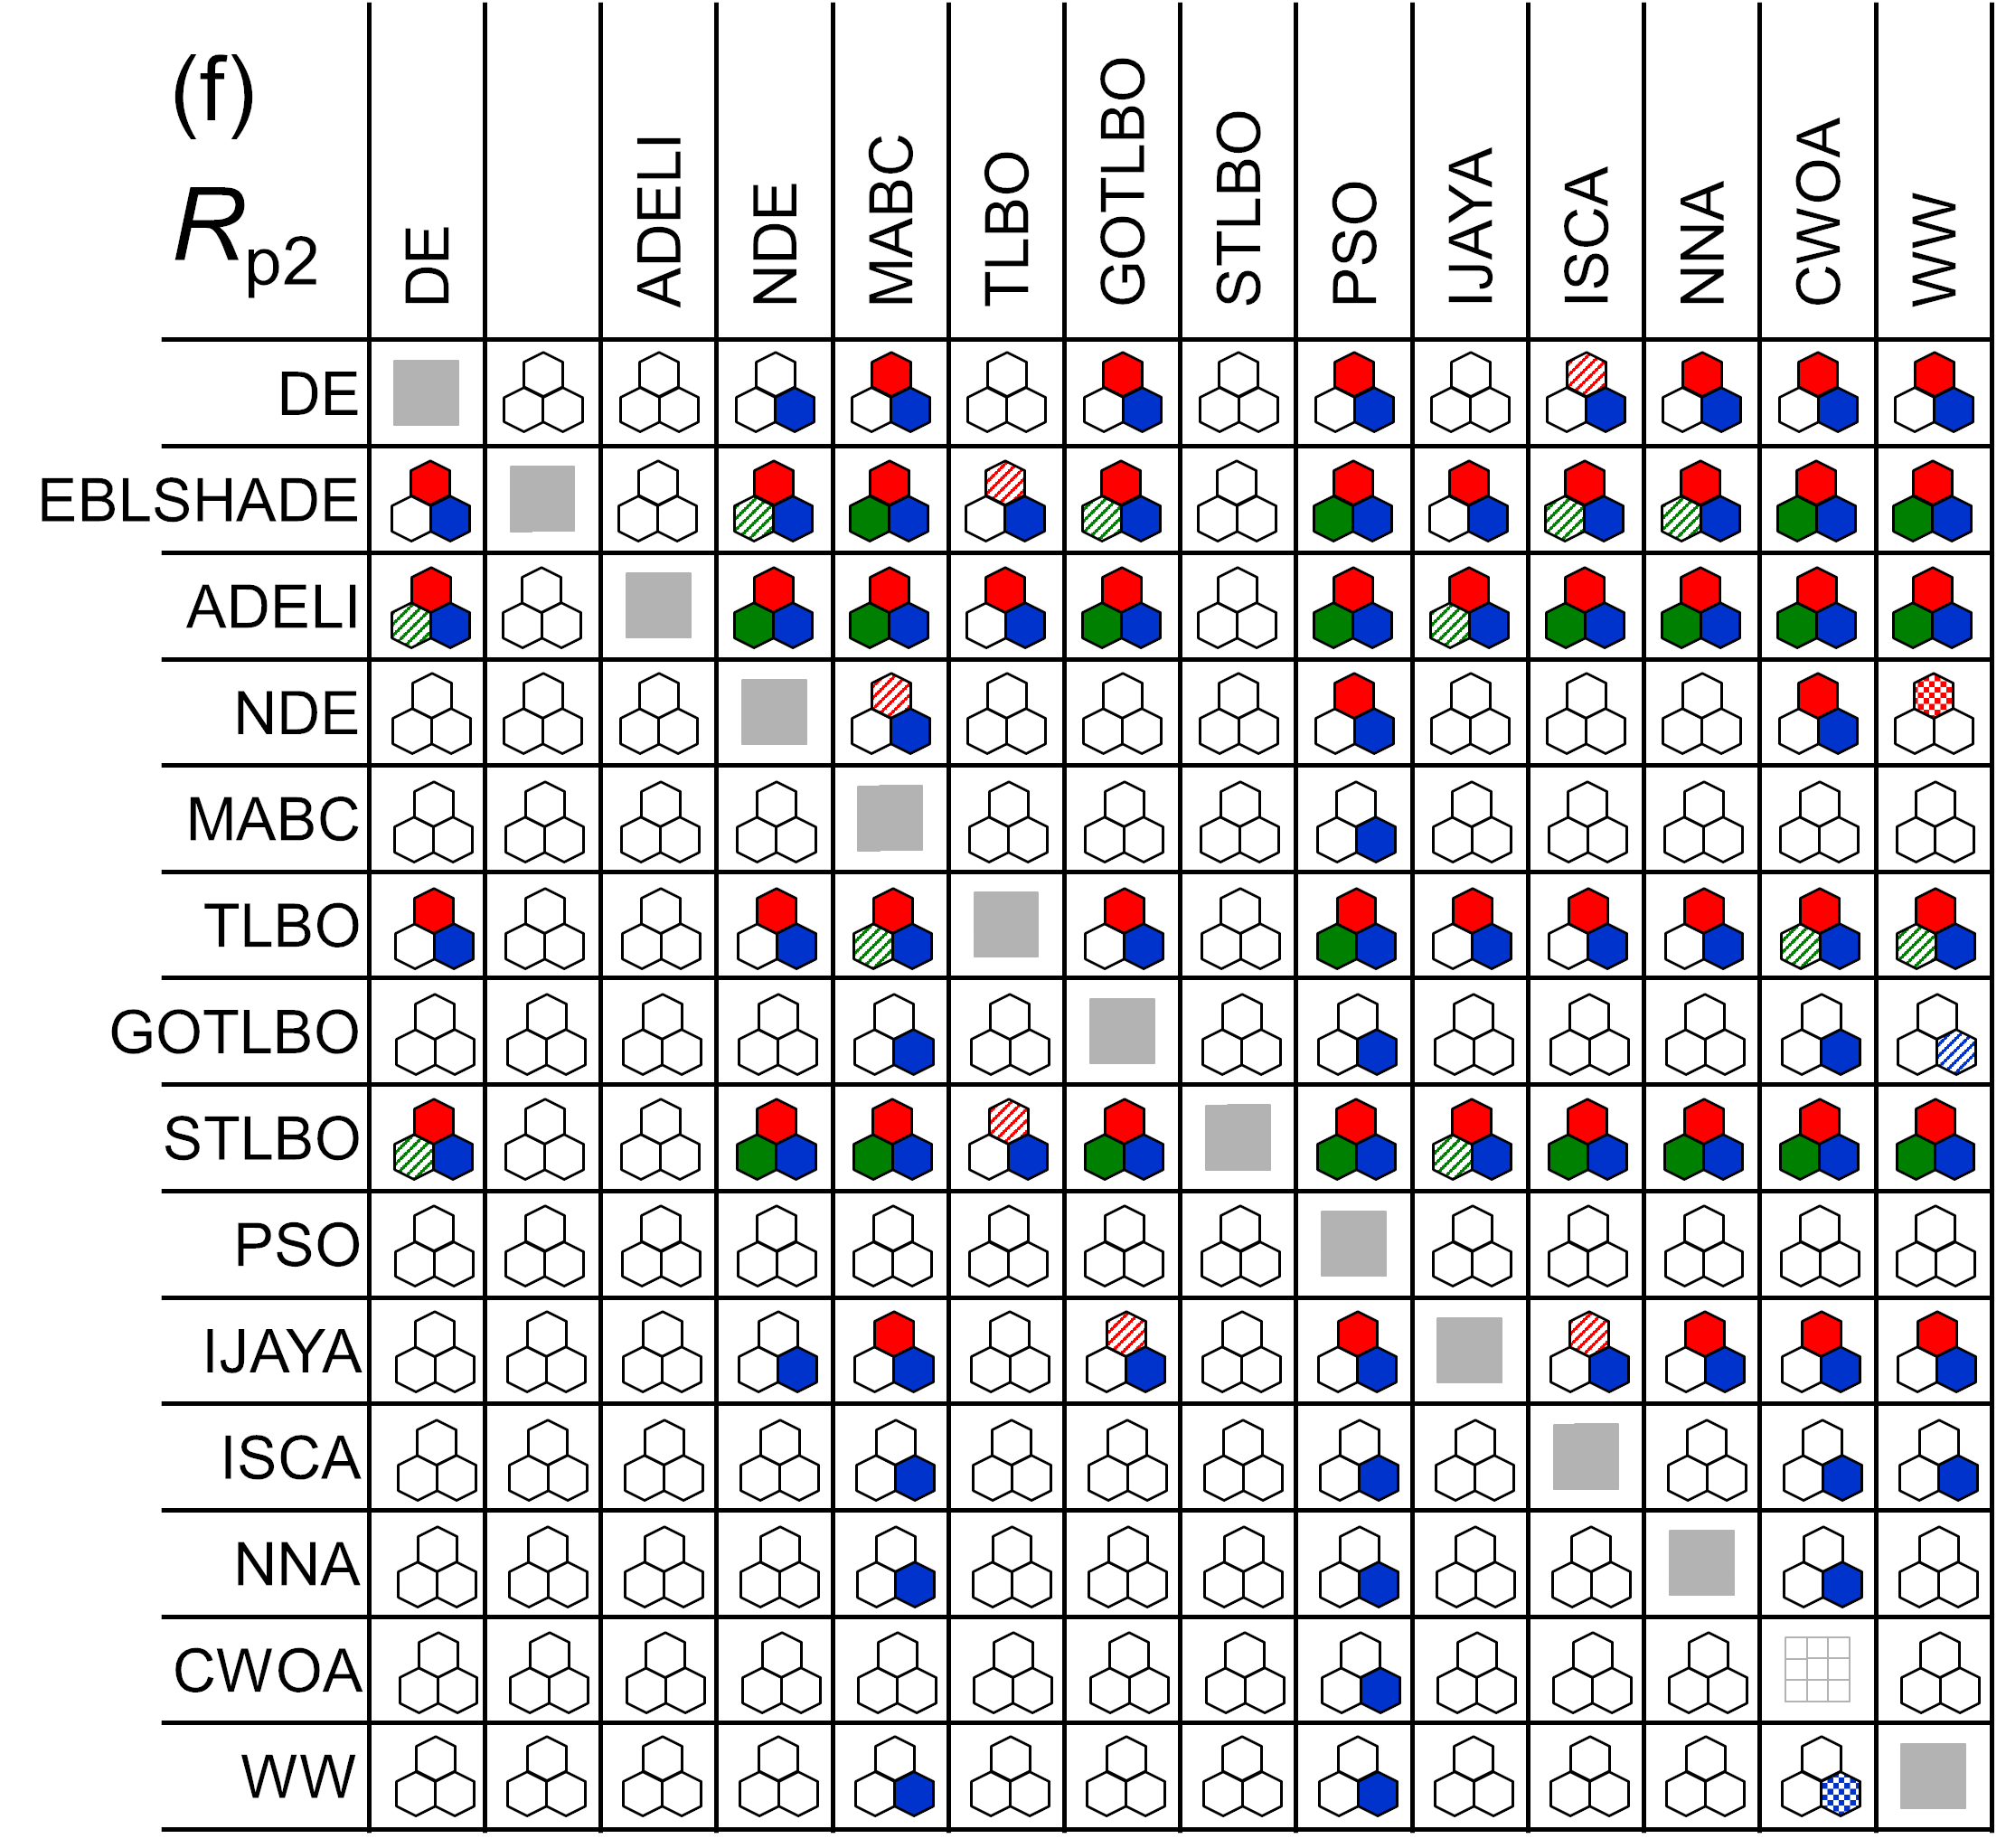 (f)
Rp2
DE
ADELI
NDE
MABC
TLBO
GOTLBO
STLBO
PSO
IJAYA
ISCA
NNA
CWOA
WW
DE
EBLSHADE
ADELI
NDE
MABC
TLBO
GOTLBO
STLBO
PSO
IJAYA
ISCA
NNA
CWOA
WW